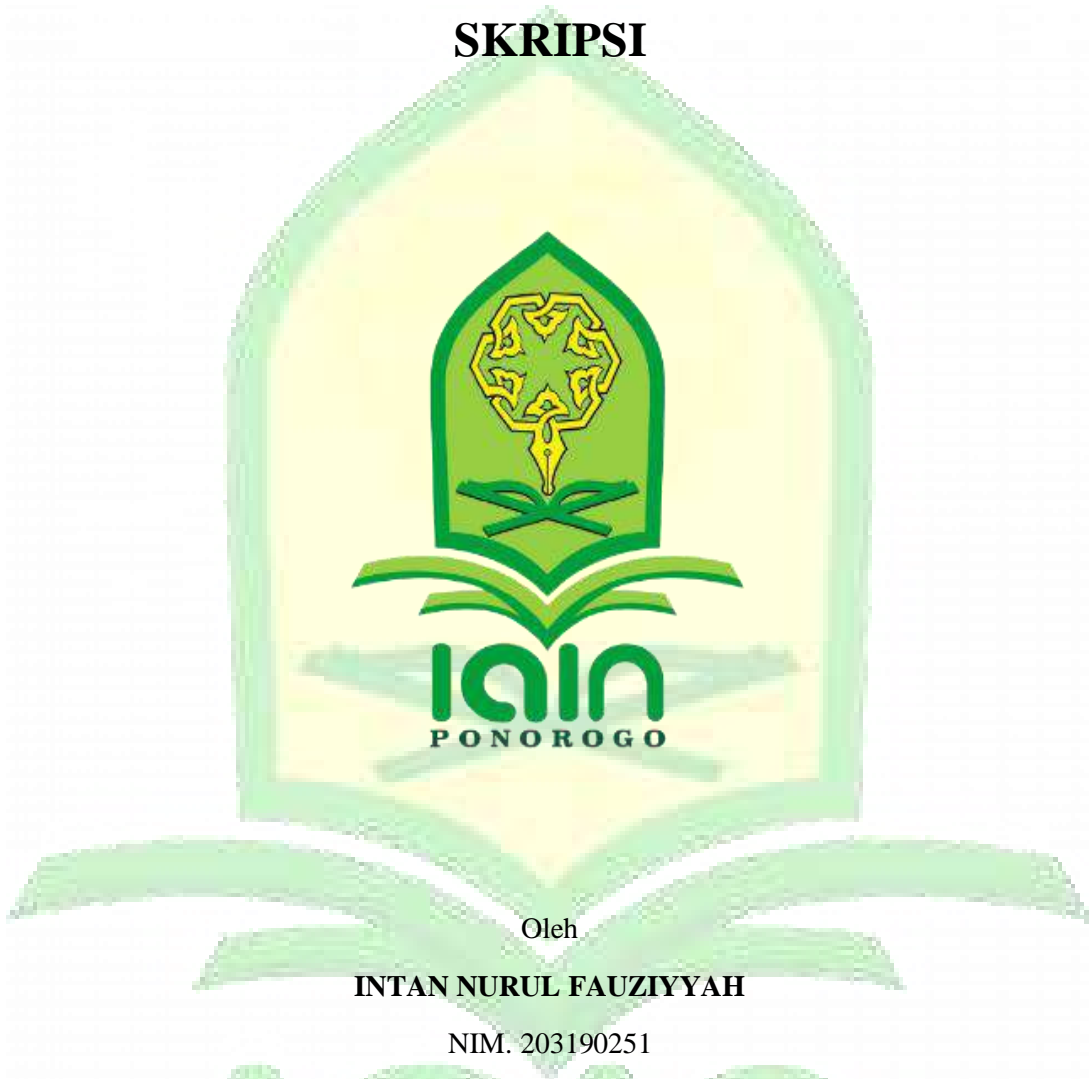 SKRIPSI
iain
PONOROGO
Oleh
INTAN NURUL FAUZIYYAH
NIM. 203190251